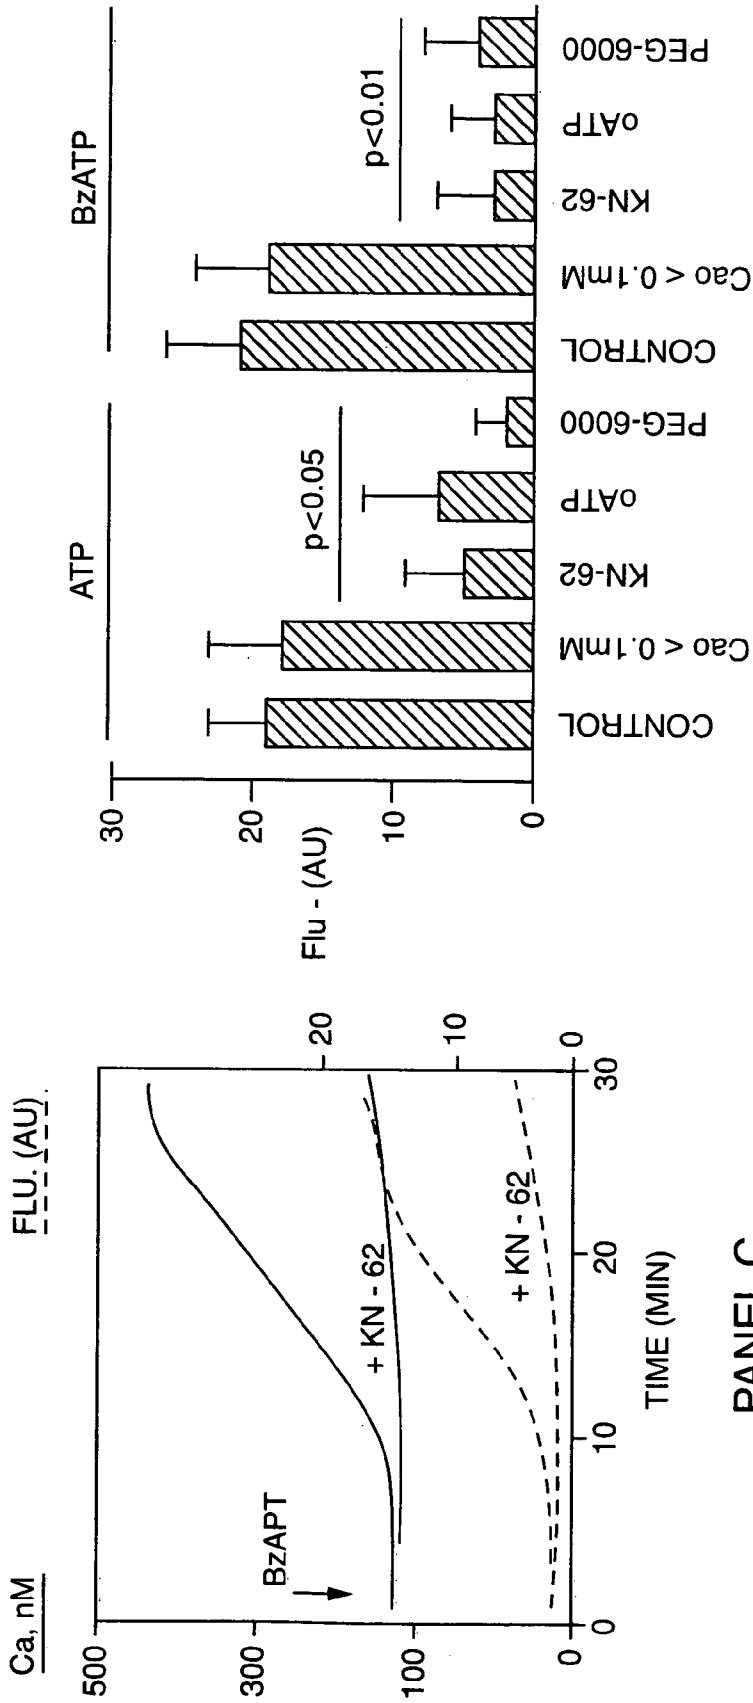 Ca, nM
FLU. (AU)
500
300
100
0
20
10
0
BzAPT
+ KN - 62
+ KN - 62
0
10
20
30
TIME (MIN)
ATP
BzATP
30
20
10
0
Flu - (AU)
p<0.05
p<0.01
CONTROL
Cao < 0.1mM
KN-62
oATP
PEG-6000
CONTROL
Cao < 0.1mM
KN-62
oATP
PEG-6000
PANEL C